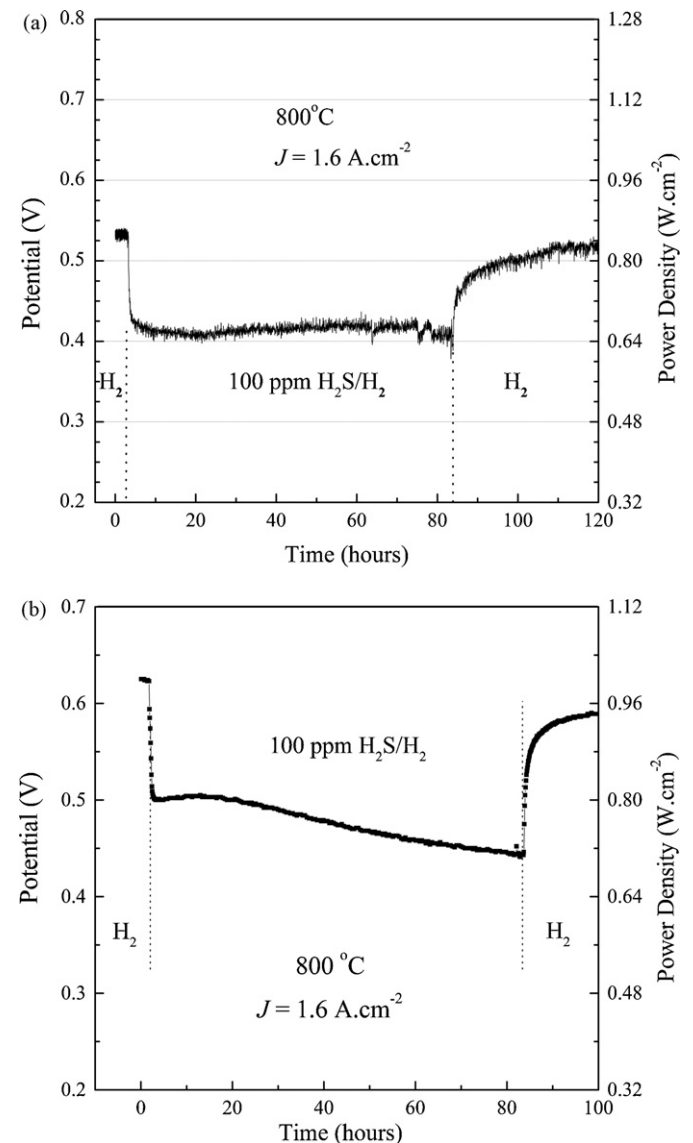 (a)
0.8
0.7
0.6
0.5
0.4
0.3
0.2
Potential (V)
1.28
1.12
0.96
0.80
0.64
0.48
0.32
Power Density (W.cm⁻²)
800°C
J = 1.6 A.cm⁻²
H₂
100 ppm H₂S/H₂
H₂
0 20 40 60 80 100 120
Time (hours)
(b)
0.7
0.6
0.5
0.4
0.3
0.2
Potential (V)
1.12
0.96
0.80
0.64
0.48
0.32
Power Density (W.cm⁻²)
100 ppm H₂S/H₂
H₂
H₂
800 °C
J = 1.6 A.cm⁻²
0 20 40 60 80 100
Time (hours)